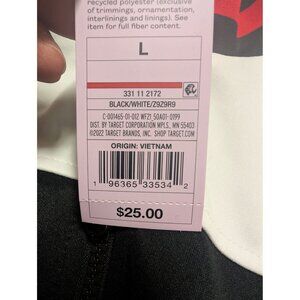 recycled polyester (exclusive
of trimmings, ornamentation,
interlinings and linings). See
item for full fiber content.
L
331 11 2172
BLACK/WHITE/Z9Z9R9
C-001465-01-012 WFZ1_50A01-0199
DIST. BY TARGET CORPORATION MPLS, MN 55403
©2022 TARGET BRANDS, INC. SHOP TARGET.COM
ORIGIN: VIETNAM
1 96365 33534 2
$25.00